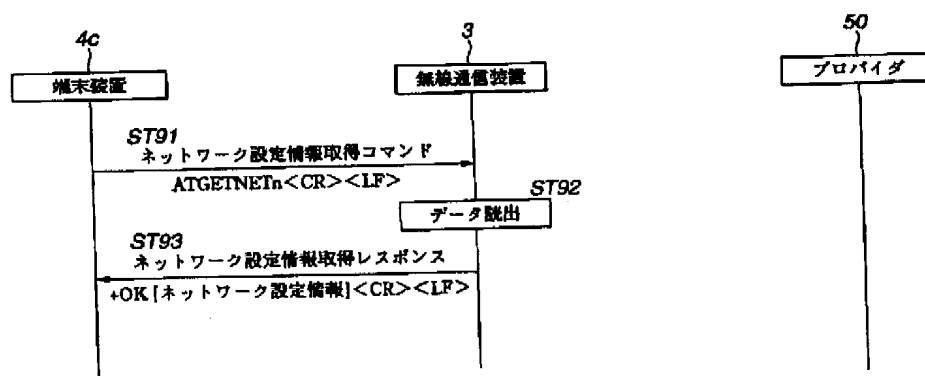 4c
3
50
端末装置
無線通信装置
プロバイダ
ST91
ネットワーク設定情報取得コマンド
ATGETNETn<CR><LF>
ST92
データ読出
ST93
ネットワーク設定情報取得レスポンス
+OK [ネットワーク設定情報]<CR><LF>